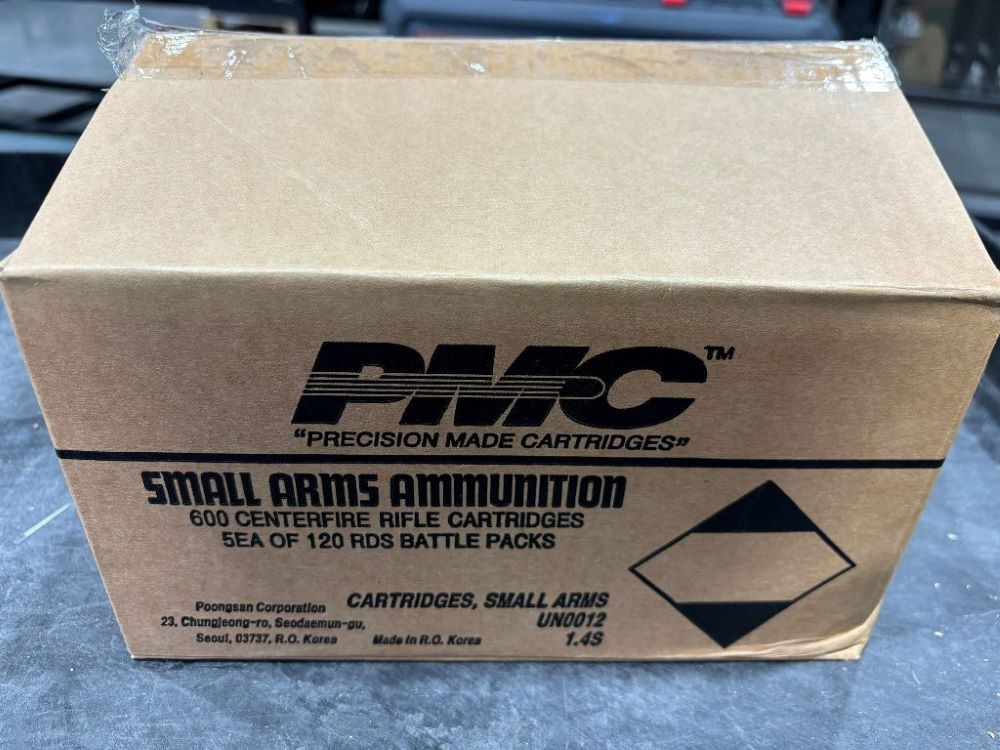 PMC™
"PRECISION MADE CARTRIDGES"
SMALL ARMS AMMUNITION
600 CENTERFIRE RIFLE CARTRIDGES
5EA OF 120 RDS BATTLE PACKS
Poongsan Corporation
23, Chungjeong-ro, Seodaemun-gu,
Seoul, 03737, R.O. Korea
Made in R.O. Korea
CARTRIDGES, SMALL ARMS
UN0012
1.4S